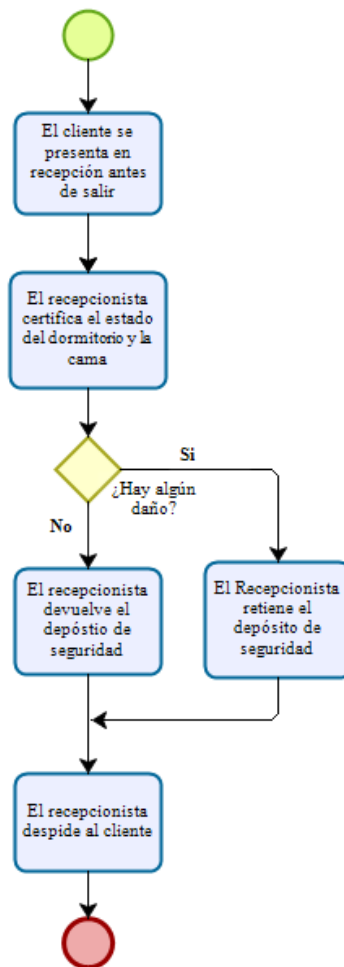 El cliente se
presenta en
recepción antes
de salir
El recepcionista
certifica el estado
del dormitorio y la
cama
Si
¿Hay algún
daño?
No
El recepcionista
devuelve el
depóstio de
seguridad
El Recepcionista
retiene el
depósito de
seguridad
El recepcionista
despide al cliente